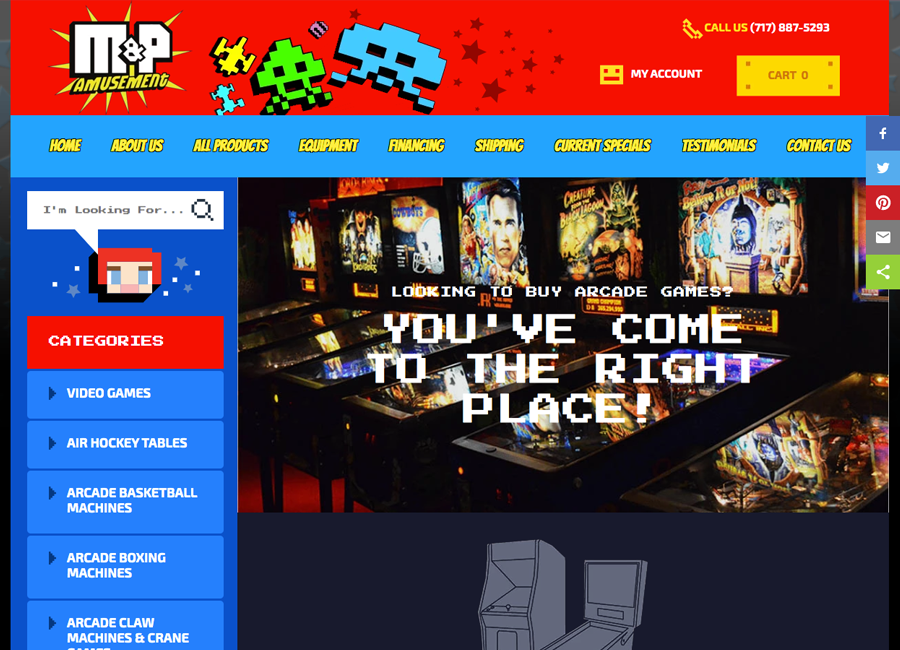 M&P
AMUSEMENT
CALL US (717) 887-5293
MY ACCOUNT
CART 0
HOME ABOUT US ALL PRODUCTS EQUIPMENT FINANCING SHIPPING CURRENT SPECIALS TESTIMONIALS CONTACT US
I'm Looking For...
CATEGORIES
VIDEO GAMES
AIR HOCKEY TABLES
ARCADE BASKETBALL
MACHINES
ARCADE BOXING
MACHINES
ARCADE CLAW
MACHINES & CRANE
GAMES
CREATURE
LOOKING TO BUY ARCADE GAMES?
YOU'VE COME
TO THE RIGHT
PLACE!